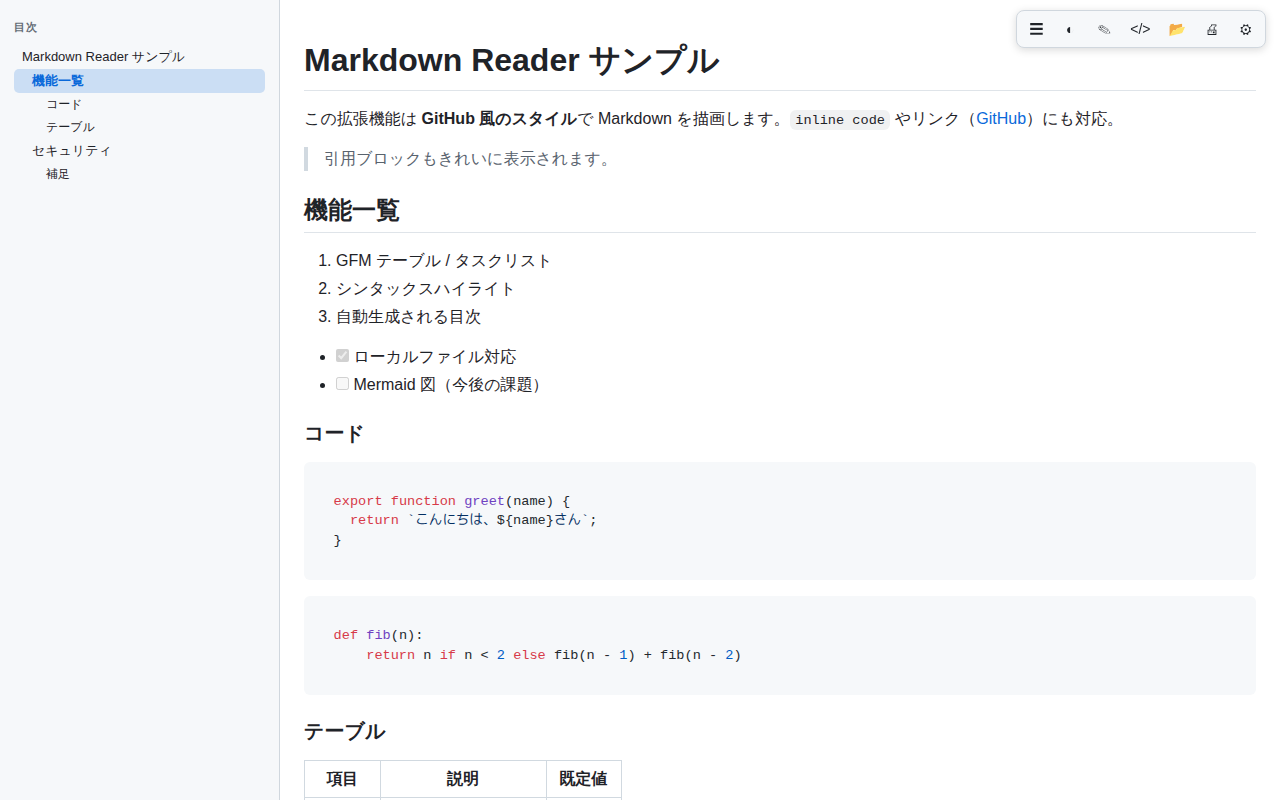 目次
Markdown Reader サンプル
機能一覧
コード
テーブル
セキュリティ
補足
</>
Markdown Reader サンプル
この拡張機能は GitHub 風のスタイルで Markdown を描画します。inline code やリンク（GitHub）にも対応。
引用ブロックもきれいに表示されます。
機能一覧
1. GFM テーブル / タスクリスト
2. シンタックスハイライト
3. 自動生成される目次
ローカルファイル対応
Mermaid 図（今後の課題）
コード
export function greet(name) {
  return `こんにちは、${name}さん`;
}
def fib(n):
    return n if n < 2 else fib(n - 1) + fib(n - 2)
テーブル
項目 説明 既定値